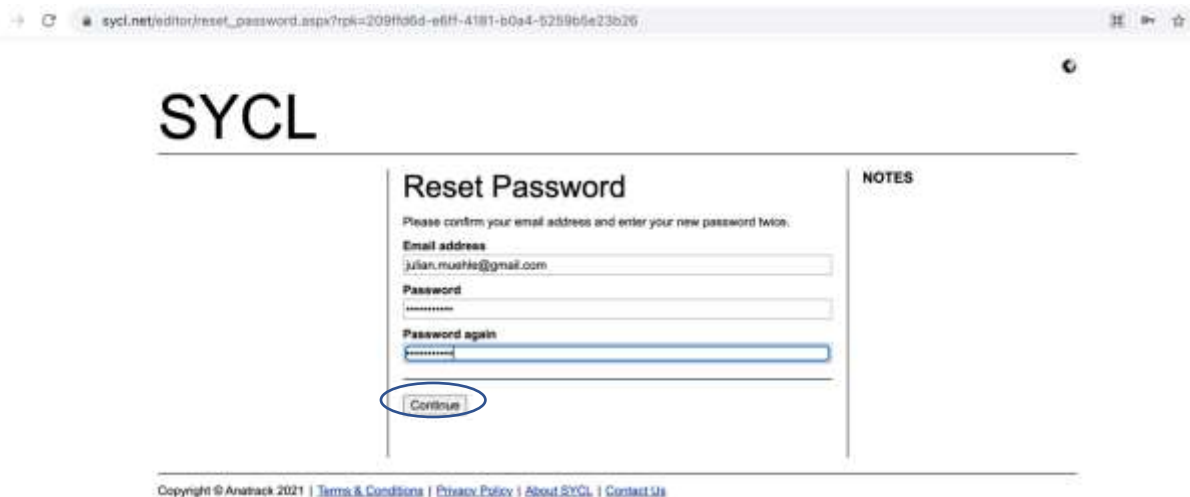 sycl.net/editor/reset_password.aspx?rpk=209ffd6d-e6ff-4181-b0a4-5259b5e23b26
SYCL
Reset Password
NOTES
Please confirm your email address and enter your new password twice.
Email address
julian.muehle@gmail.com
Password
Password again
Continue
Copyright © Anatrack 2021 | Terms & Conditions | Privacy Policy | About SYCL | Contact Us